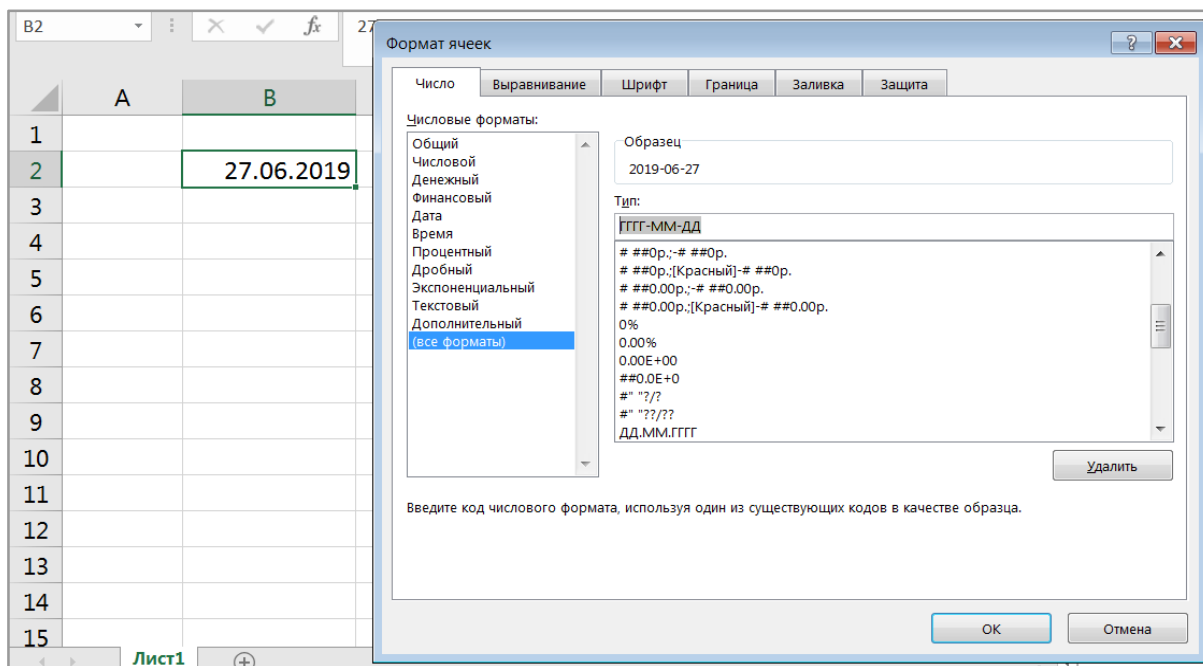 B2 fx 27
Формат ячеек
Число Выравнивание Шрифт Граница Заливка Защита
A B
Числовые форматы:
Общий
Числовой
Денежный
Финансовый
Дата
Время
Процентный
Дробный
Экспоненциальный
Текстовый
Дополнительный
(все форматы)
Образец
2019-06-27
Тип:
ГГГГ-ММ-ДД
# ##0р.;-# ##0р.
# ##0р.;[Красный]-# ##0р.
# ##0.00р.;-# ##0.00р.
# ##0.00р.;[Красный]-# ##0.00р.
0%
0.00%
0.00E+00
##0.0E+0
#" "?/?
#" "??/??
ДД.ММ.ГГГГ
Удалить
Введите код числового формата, используя один из существующих кодов в качестве образца.
ОК Отмена
1
2 27.06.2019
3
4
5
6
7
8
9
10
11
12
13
14
15
Лист1